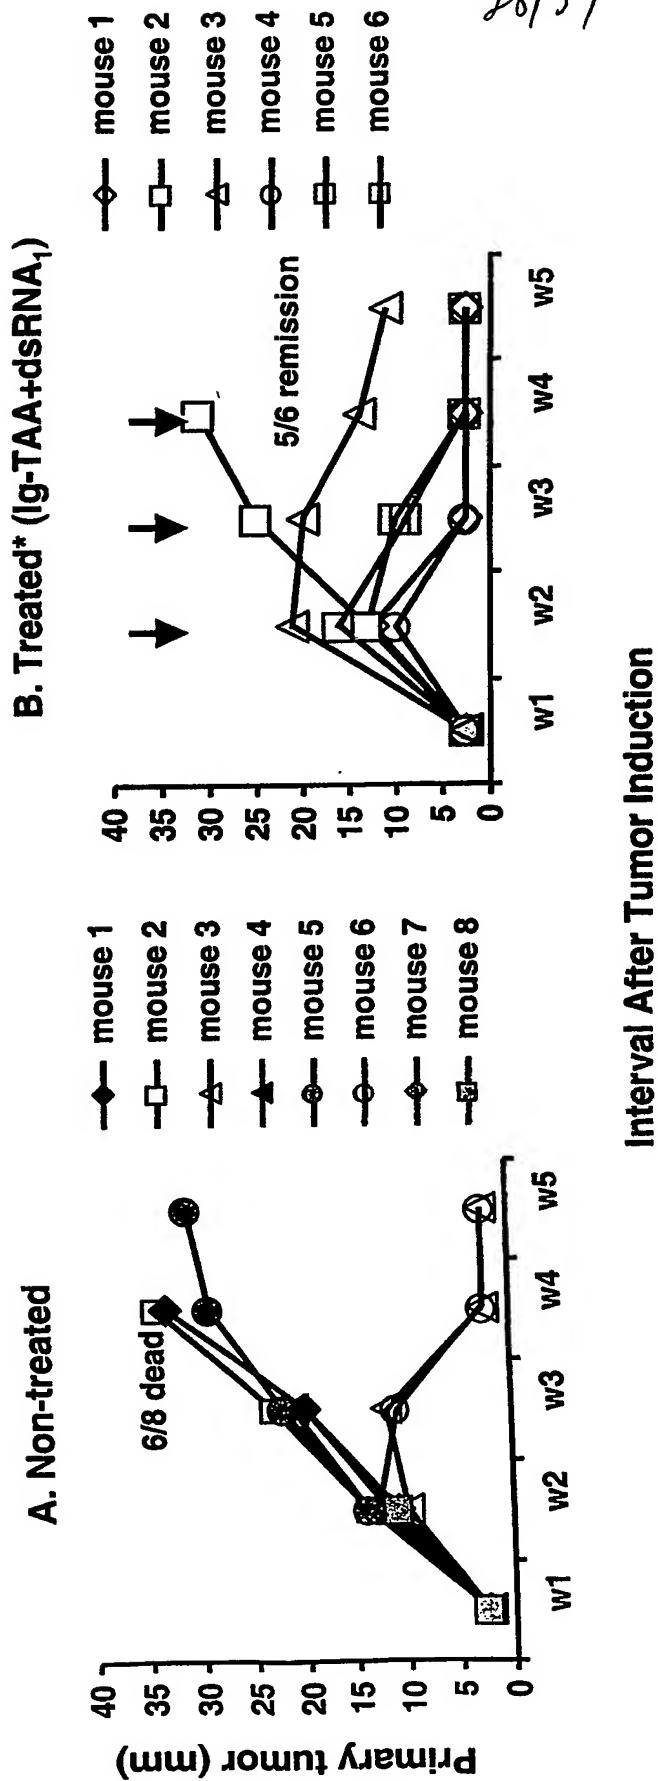 A. Non-treated
Primary tumor (mm)
40
35
30
25
20
15
10
5
0
6/8 dead
w1
w2
w3
w4
w5
mouse 1
mouse 2
mouse 3
mouse 4
mouse 5
mouse 6
mouse 7
mouse 8
B. Treated* (Ig-TAA+dsRNA1)
40
35
30
25
20
15
10
5
0
5/6 remission
w1
w2
w3
w4
w5
mouse 1
mouse 2
mouse 3
mouse 4
mouse 5
mouse 6
Interval After Tumor Induction